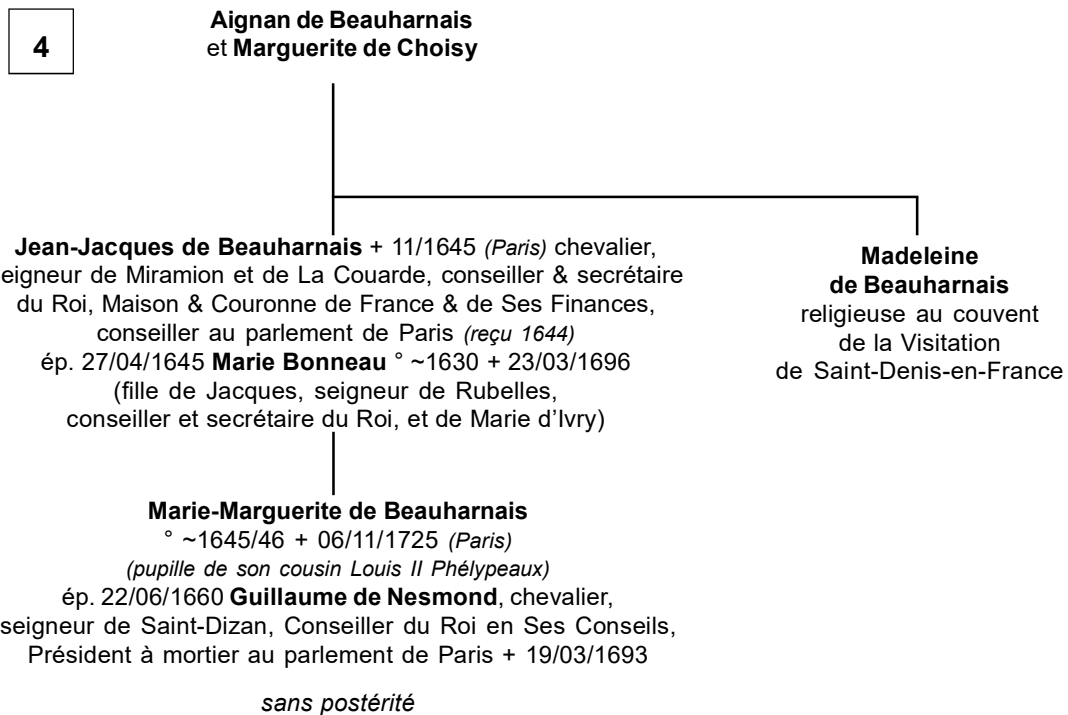 4
Aignan de Beauharnais
et Marguerite de Choisy
Jean-Jacques de Beauharnais + 11/1645 (Paris) chevalier,
eigneur de Miramion et de La Couarde, conseiller & secrétaire
du Roi, Maison & Couronne de France & de Ses Finances,
conseiller au parlement de Paris (reçu 1644)
ép. 27/04/1645 Marie Bonneau ° ~1630 + 23/03/1696
(fille de Jacques, seigneur de Rubelles,
conseiller et secrétaire du Roi, et de Marie d'Ivry)
Madeleine
de Beauharnais
religieuse au couvent
de la Visitation
de Saint-Denis-en-France
Marie-Marguerite de Beauharnais
° ~1645/46 + 06/11/1725 (Paris)
(pupille de son cousin Louis II Phélypeaux)
ép. 22/06/1660 Guillaume de Nesmond, chevalier,
seigneur de Saint-Dizan, Conseiller du Roi en Ses Conseils,
Président à mortier au parlement de Paris + 19/03/1693
sans postérité